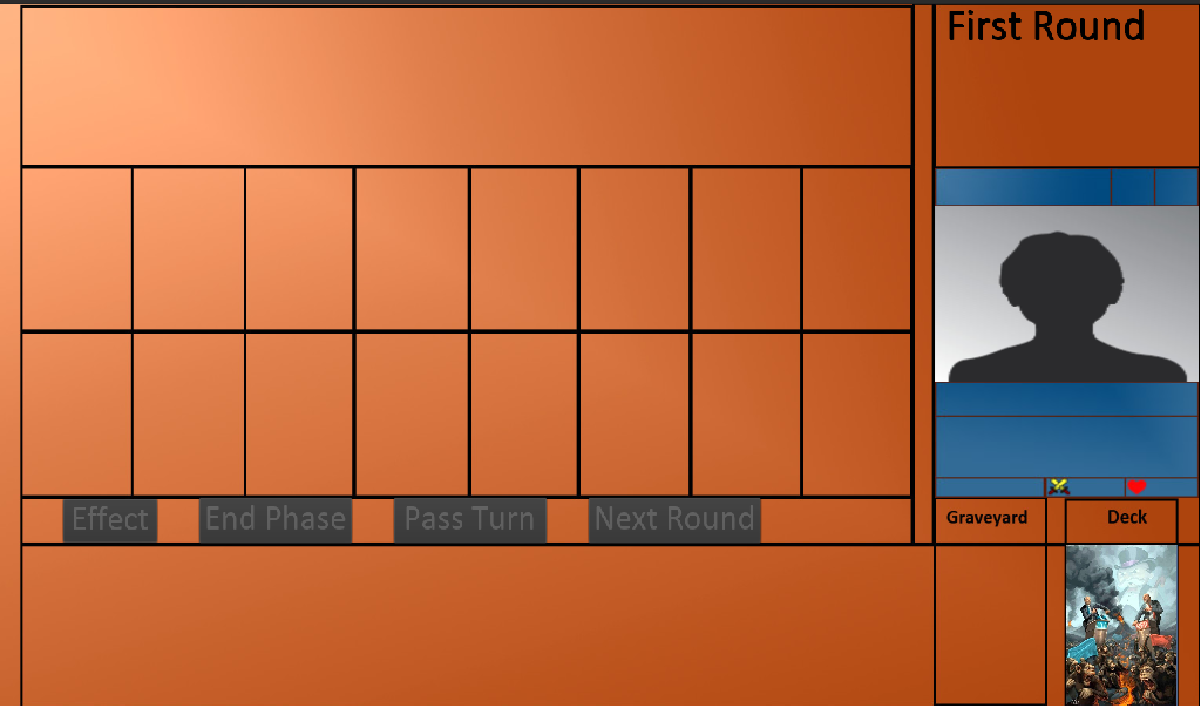 First Round
Effect
End Phase
Pass Turn
Next Round
Graveyard
Deck